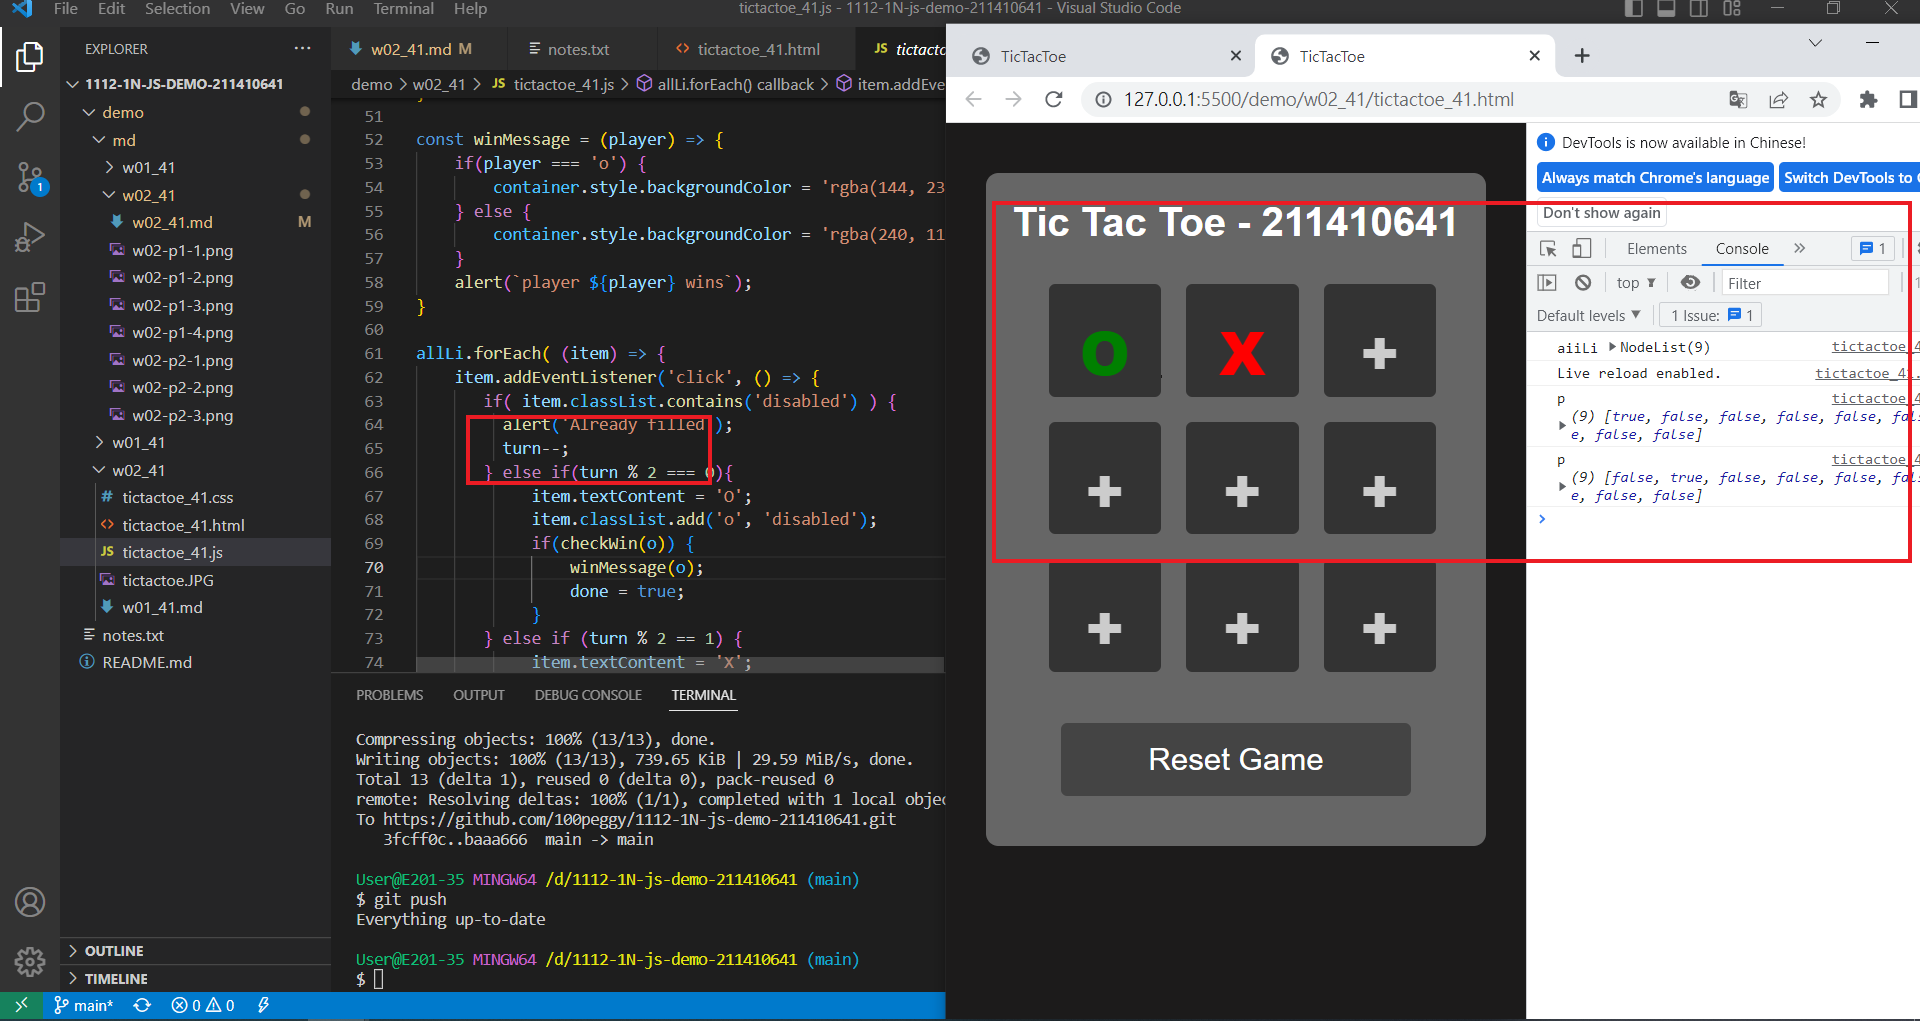 File Edit Selection View Go Run Terminal Help
tictactoe_41.js - 1112-1N-js-demo-211410641 - Visual Studio Code
EXPLORER
1112-1N-JS-DEMO-211410641
demo
md
w01_41
w02_41
w02_41.md M
w02-p1-1.png
w02-p1-2.png
w02-p1-3.png
w02-p1-4.png
w02-p2-1.png
w02-p2-2.png
w02-p2-3.png
w01_41
w02_41
# tictactoe_41.css
<> tictactoe_41.html
JS tictactoe_41.js
tictactoe.JPG
w01_41.md
notes.txt
README.md
OUTLINE
TIMELINE
1
w02_41.md M
notes.txt
<> tictactoe_41.html
JS tictacto
demo > w02_41 > JS tictactoe_41.js > allLi.forEach() callback > item.addEve
51
52 const winMessage = (player) => {
53 if(player === 'o') {
54 container.style.backgroundColor = 'rgba(144, 23
55 } else {
56 container.style.backgroundColor = 'rgba(240, 11
57 }
58 alert(`player ${player} wins`);
59 }
60
61 allLi.forEach( (item) => {
62 item.addEventListener('click', () => {
63 if( item.classList.contains('disabled') ) {
64 alert('Already filled');
65 turn--;
66 } else if(turn % 2 === 0){
67 item.textContent = 'O';
68 item.classList.add('o', 'disabled');
69 if(checkWin(o)) {
70 winMessage(o);
71 done = true;
72 }
73 } else if (turn % 2 == 1) {
74 item.textContent = 'X';
PROBLEMS OUTPUT DEBUG CONSOLE TERMINAL
Compressing objects: 100% (13/13), done.
Writing objects: 100% (13/13), 739.65 KiB | 29.59 MiB/s, done.
Total 13 (delta 1), reused 0 (delta 0), pack-reused 0
remote: Resolving deltas: 100% (1/1), completed with 1 local objec
To https://github.com/100peggy/1112-1N-js-demo-211410641.git
3fcff0c..baaa666 main -> main
User@E201-35 MINGW64 /d/1112-1N-js-demo-211410641 (main)
$ git push
Everything up-to-date
User@E201-35 MINGW64 /d/1112-1N-js-demo-211410641 (main)
$
main* 0 0
TicTacToe
TicTacToe
127.0.0.1:5500/demo/w02_41/tictactoe_41.html
Tic Tac Toe - 211410641
O X +
+ + +
+ + +
Reset Game
DevTools is now available in Chinese!
Always match Chrome's language
Switch DevTools to
Don't show again
Elements Console » 1
top Filter
Default levels 1 Issue: 1
aiiLi NodeList(9) tictactoe_4
Live reload enabled. tictactoe_41.
p tictactoe_4
(9) [true, false, false, false, false, fal
e, false, false]
p tictactoe_4
(9) [false, true, false, false, false, fal
e, false, false]